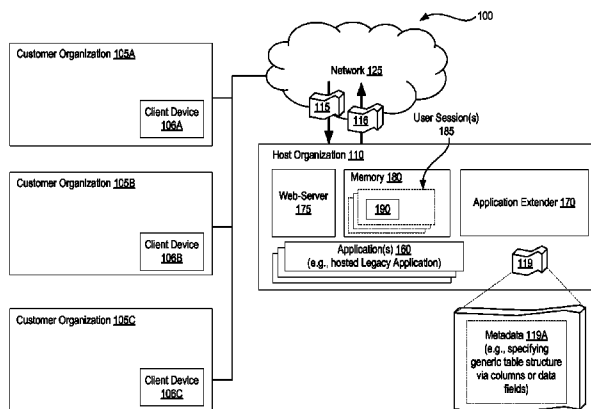 100
Customer Organization 105A
Client Device
106A
Customer Organization 105B
Client Device
106B
Customer Organization 105C
Client Device
106C
Network 125
115
116
User Session(s)
185
Host Organization 110
Web-Server
175
Memory 180
190
Application Extender 170
Application(s) 160
(e.g., hosted Legacy Application)
119
Metadata 119A
(e.g., specifying
generic table structure
via columns or data
fields)